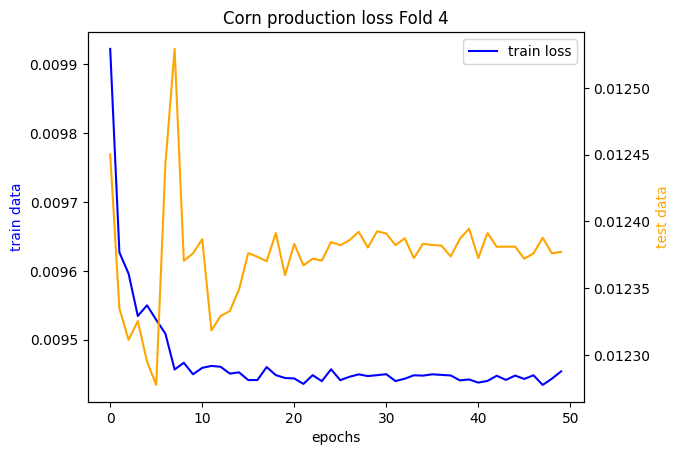 Corn production loss Fold 4
train loss
0.0099
0.0098
0.0097
0.0096
0.0095
train data
0.01250
0.01245
0.01240
0.01235
0.01230
test data
0 10 20 30 40 50
epochs